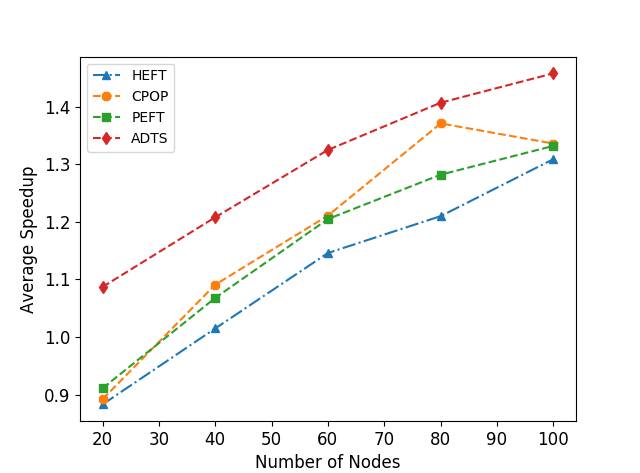 HEFT
CPOP
PEFT
ADTS
Average Speedup
1.4
1.3
1.2
1.1
1.0
0.9
20 30 40 50 60 70 80 90 100
Number of Nodes